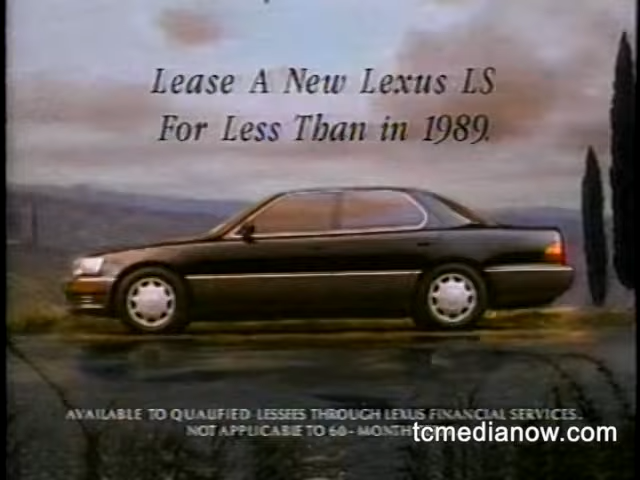 Lease A New Lexus LS
For Less Than in 1989.
AVAILABLE TO QUALIFIED LESSEES THROUGH LEXUS FINANCIAL SERVICES.
NOT APPLICABLE TO 60-MONTH
tcmedianow.com